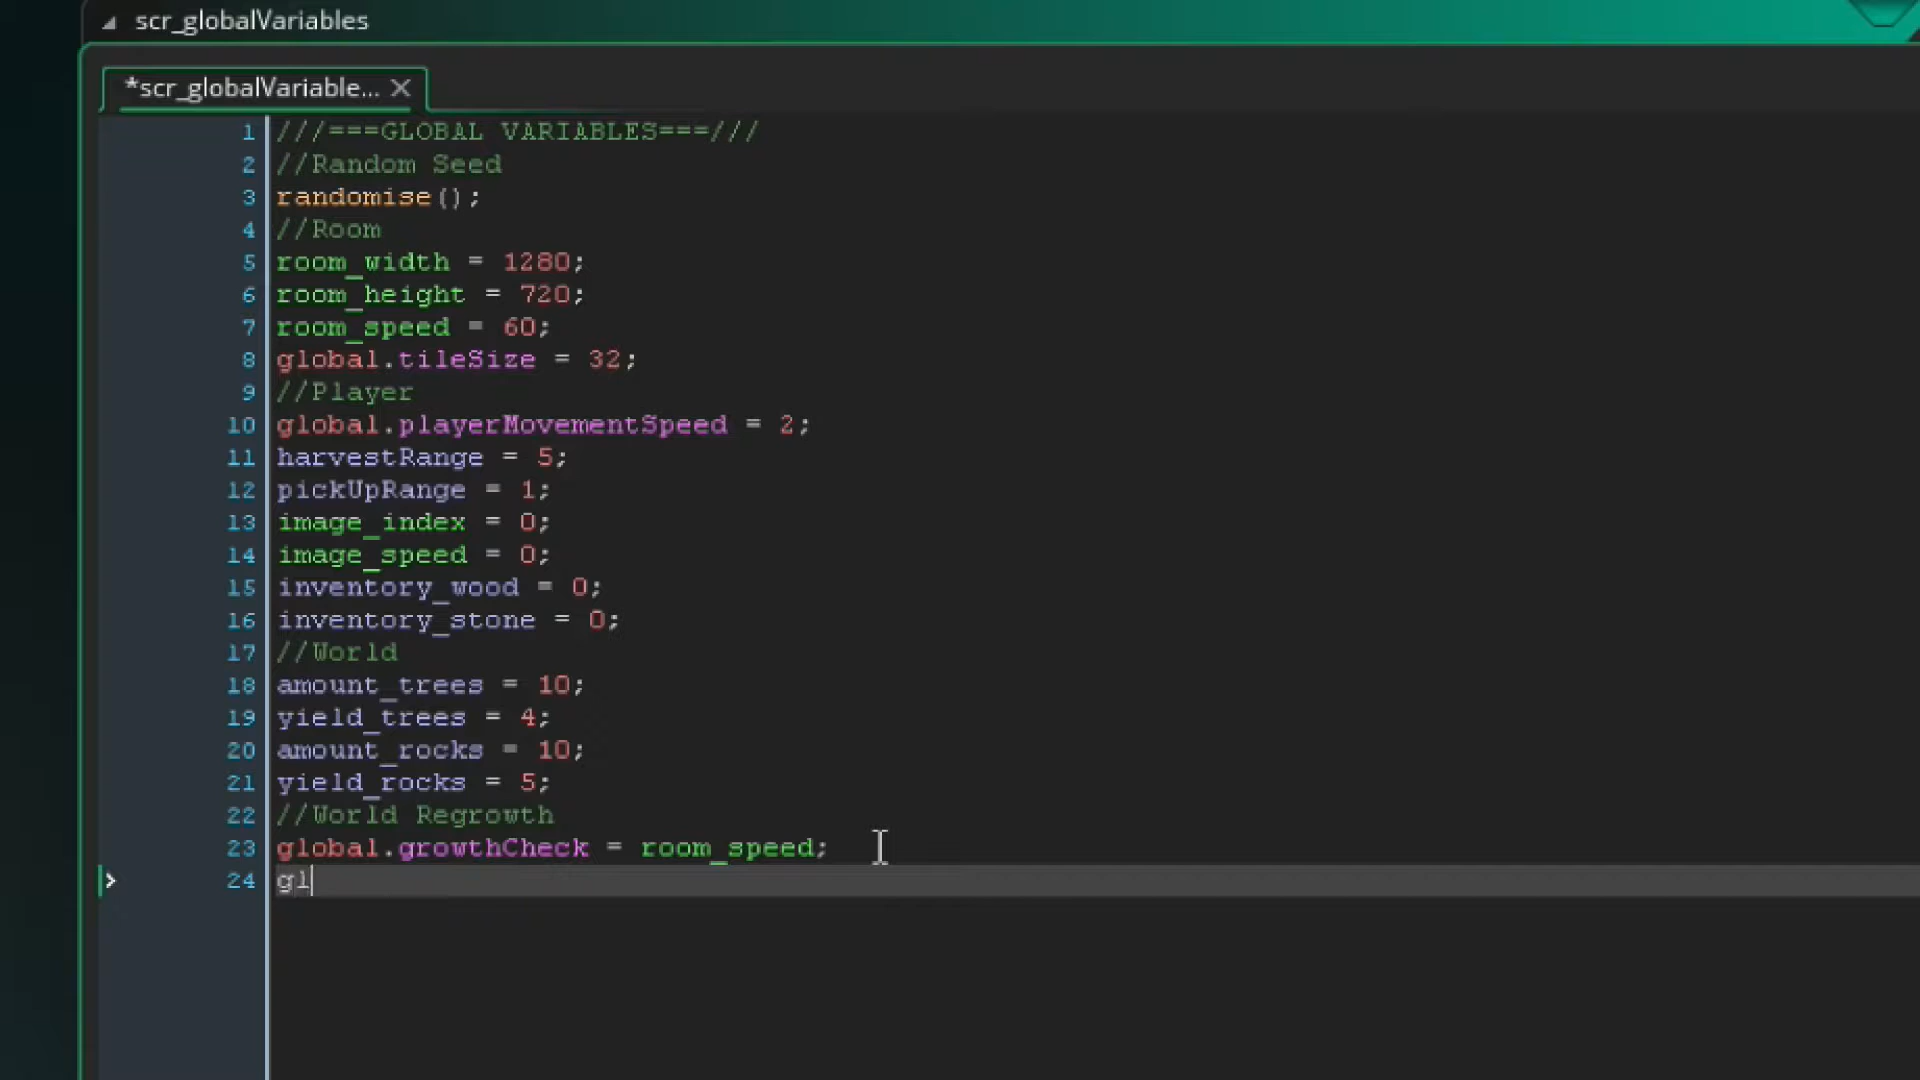 scr_globalVariables
*scr_globalVariable...
1 ///===GLOBAL VARIABLES===///
2 //Random Seed
3 randomise();
4 //Room
5 room_width = 1280;
6 room_height = 720;
7 room_speed = 60;
8 global.tileSize = 32;
9 //Player
10 global.playerMovementSpeed = 2;
11 harvestRange = 5;
12 pickUpRange = 1;
13 image_index = 0;
14 image_speed = 0;
15 inventory_wood = 0;
16 inventory_stone = 0;
17 //World
18 amount_trees = 10;
19 yield_trees = 4;
20 amount_rocks = 10;
21 yield_rocks = 5;
22 //World Regrowth
23 global.growthCheck = room_speed;
24 gl